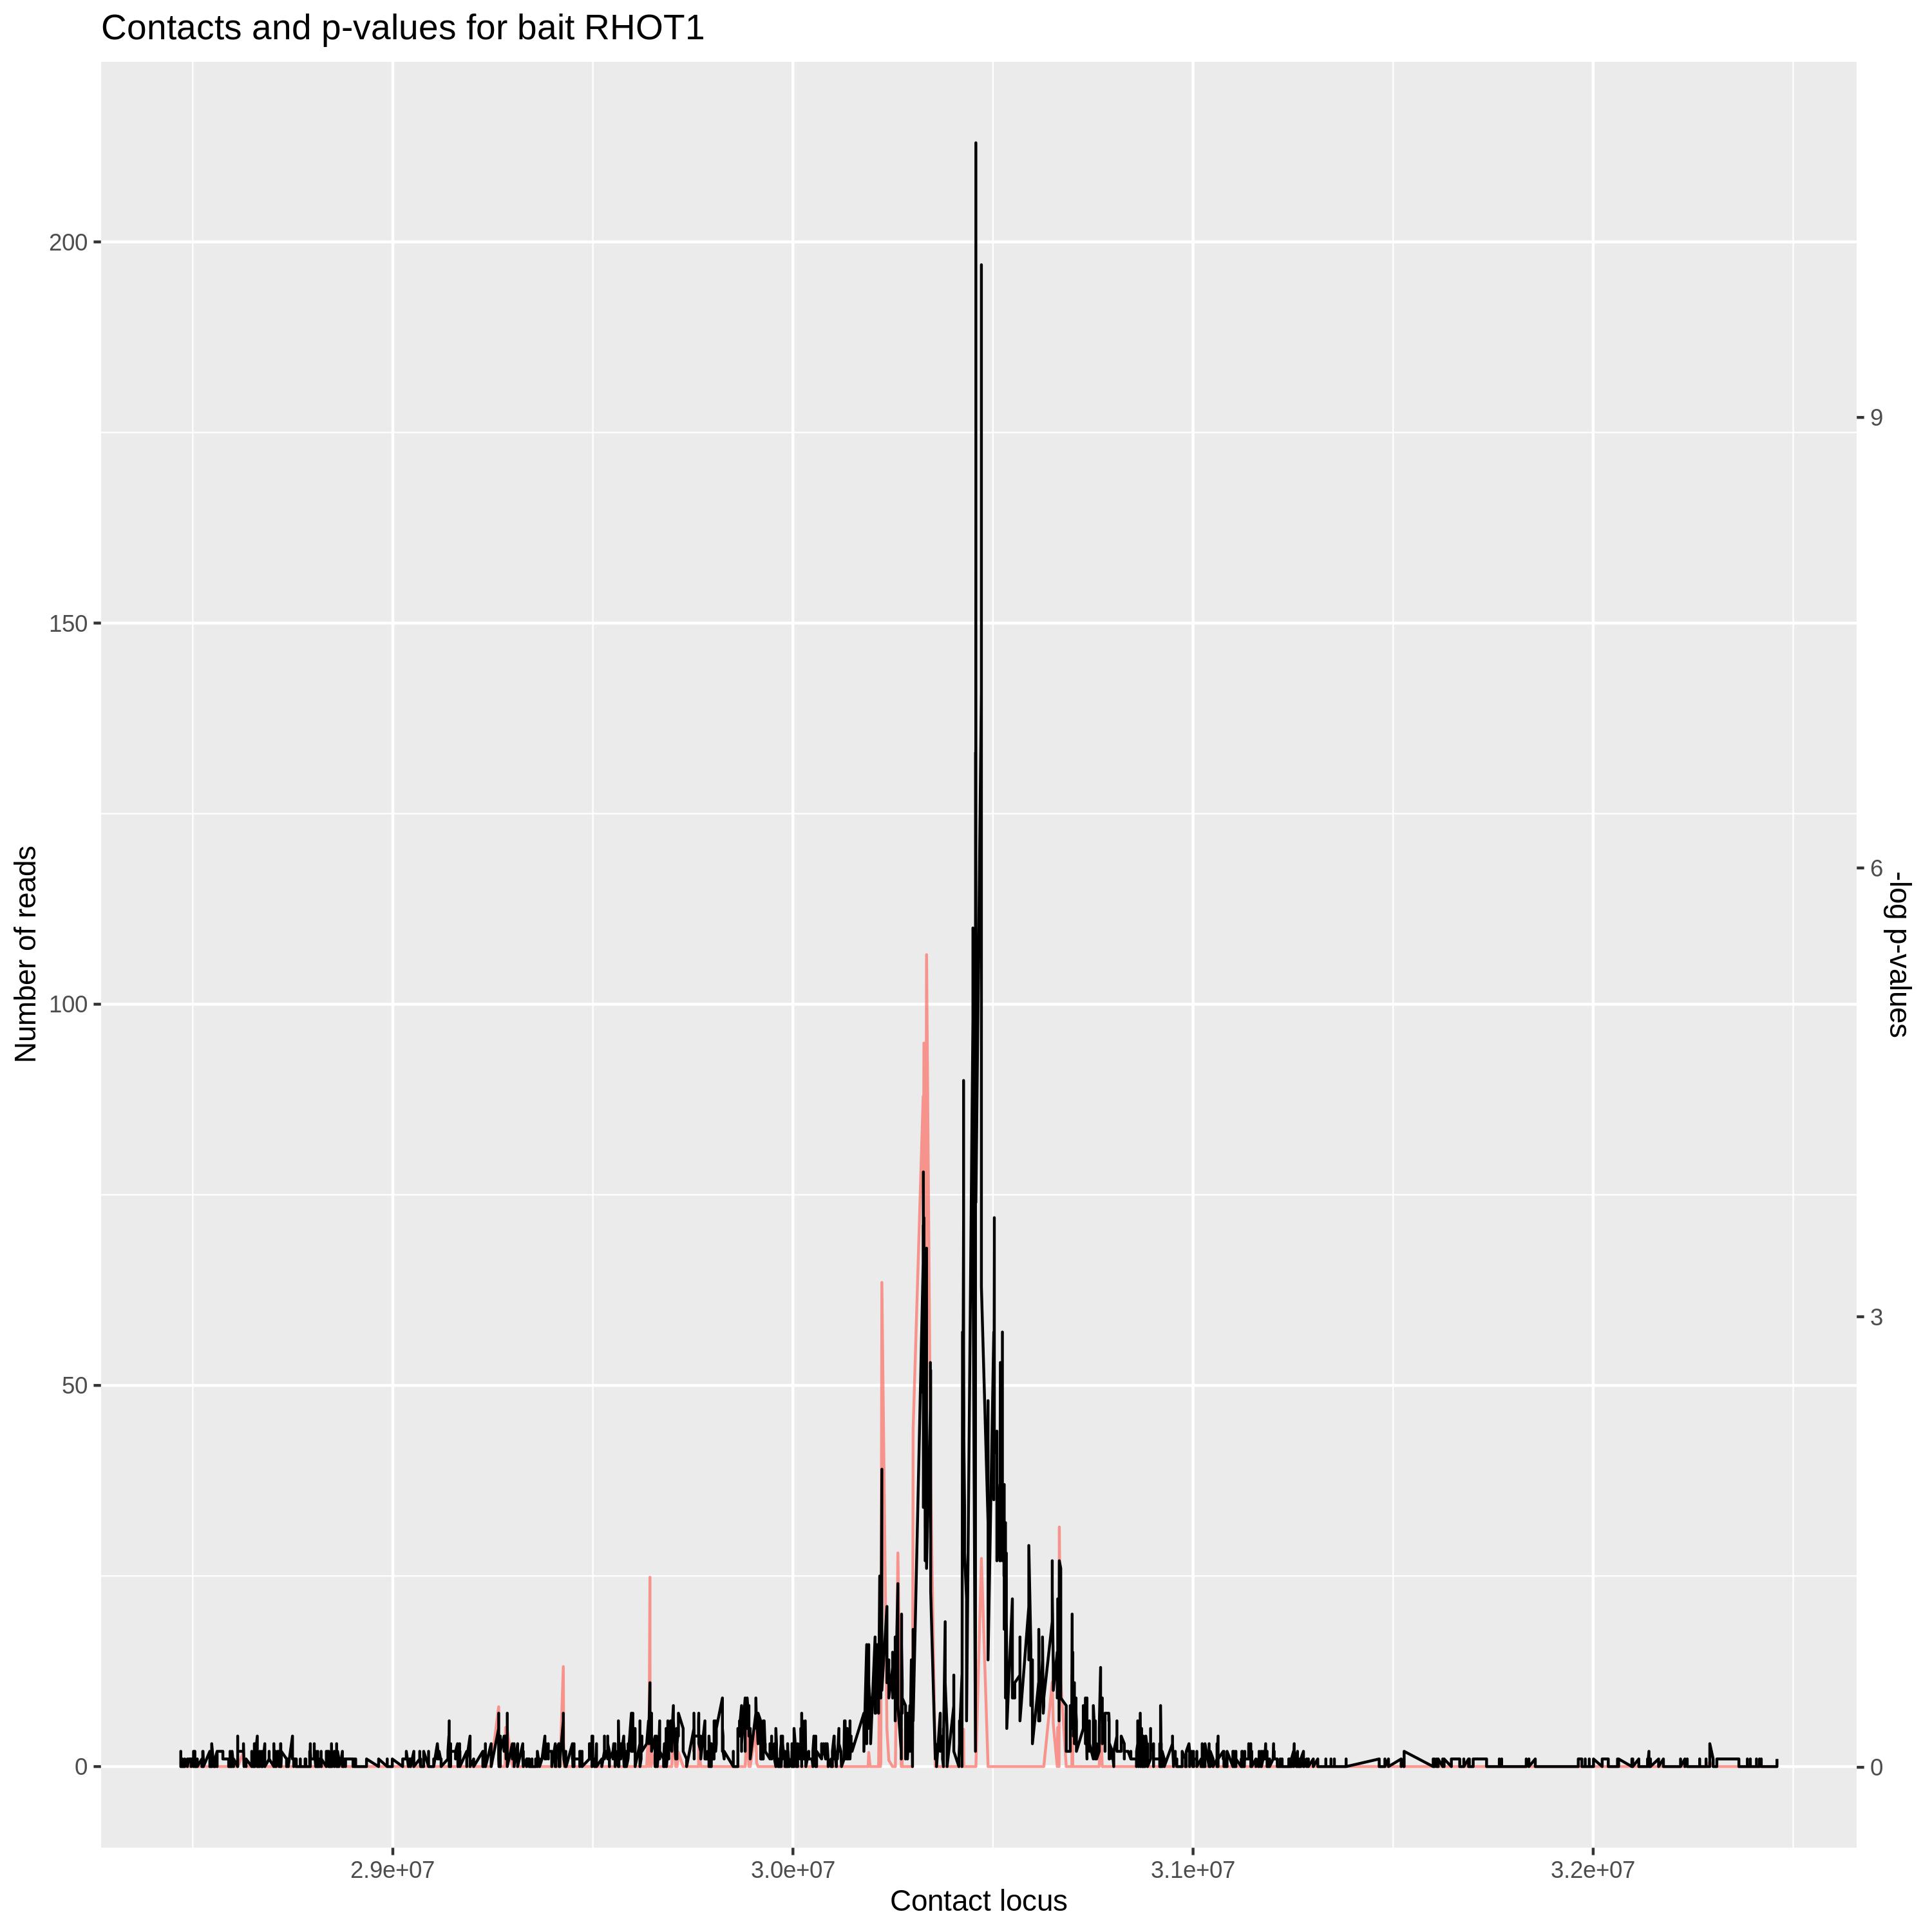 Contacts and p-values for bait RHOT1
200
150
100
50
0
Number of reads
9
6
3
0
-log p-values
2.9e+07
3.0e+07
3.1e+07
3.2e+07
Contact locus